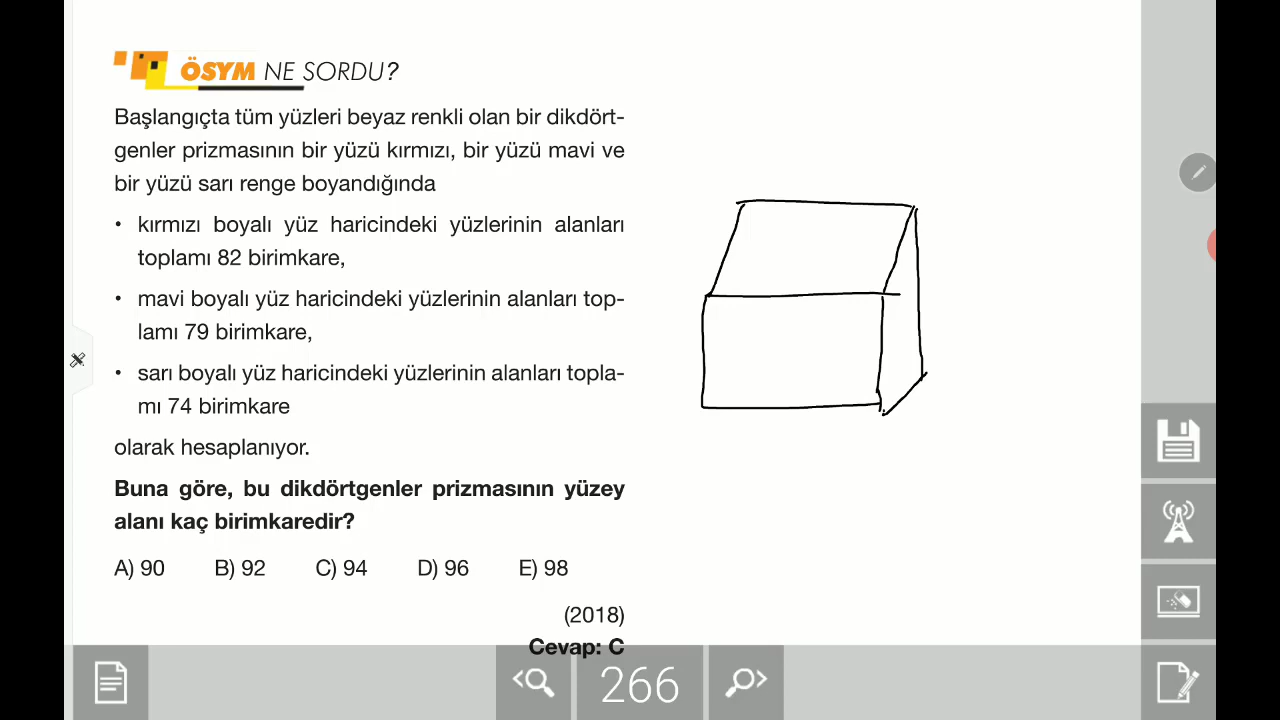 ÖSYM NE SORDU?
Başlangıçta tüm yüzleri beyaz renkli olan bir dikdört-
genler prizmasının bir yüzü kırmızı, bir yüzü mavi ve
bir yüzü sarı renge boyandığında
• kırmızı boyalı yüz haricindeki yüzlerinin alanları
toplamı 82 birimkare,
• mavi boyalı yüz haricindeki yüzlerinin alanları top-
lamı 79 birimkare,
• sarı boyalı yüz haricindeki yüzlerinin alanları topla-
mı 74 birimkare
olarak hesaplanıyor.
Buna göre, bu dikdörtgenler prizmasının yüzey
alanı kaç birimkaredir?
A) 90 B) 92 C) 94 D) 96 E) 98
(2018)
Cevap: C
266